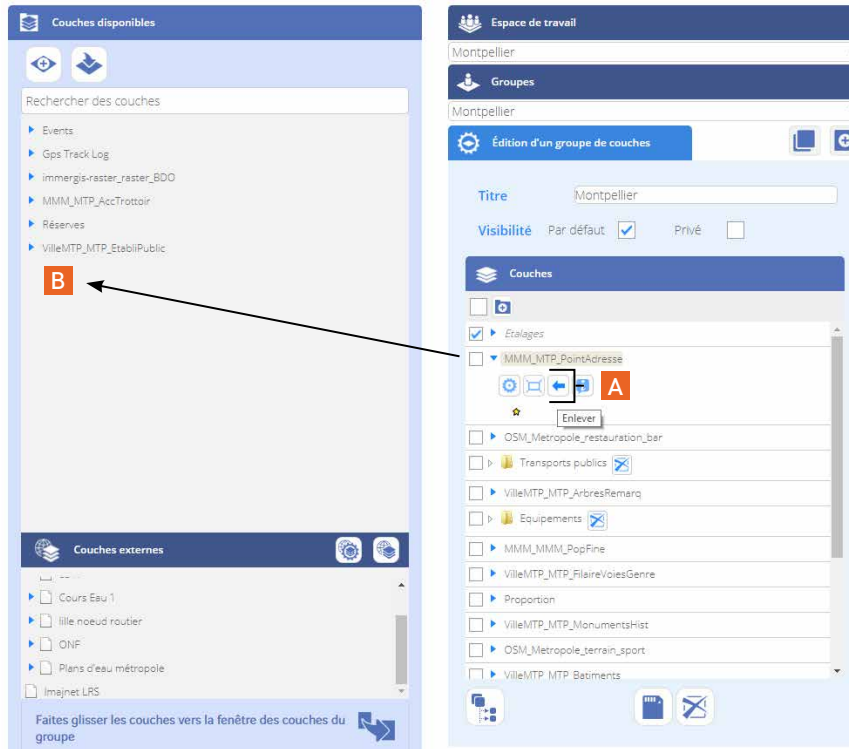 Couches disponibles
Rechercher des couches
Events
Gps Track Log
immergis-raster_raster_BDO
MMM_MTP_AccTrottoir
Réserves
VilleMTP_MTP_EtabliPublic
B
Couches externes
Cours Eau 1
lille noeud routier
ONF
Plans d'eau métropole
Imajnet LRS
Faites glisser les couches vers la fenêtre des couches du
groupe
Espace de travail
Montpellier
Groupes
Montpellier
Édition d'un groupe de couches
Titre Montpellier
Visibilité Par défaut Privé
Couches
Etalages
MMM_MTP_PointAdresse
A
Enlever
OSM_Metropole_restauration_bar
Transports publics
VilleMTP_MTP_ArbresRemarq
Equipements
MMM_MMM_PopFine
VilleMTP_MTP_FilaireVoiesGenre
Proportion
VilleMTP_MTP_MonumentsHist
OSM_Metropole_terrain_sport
VilleMTP_MTP_Batiments